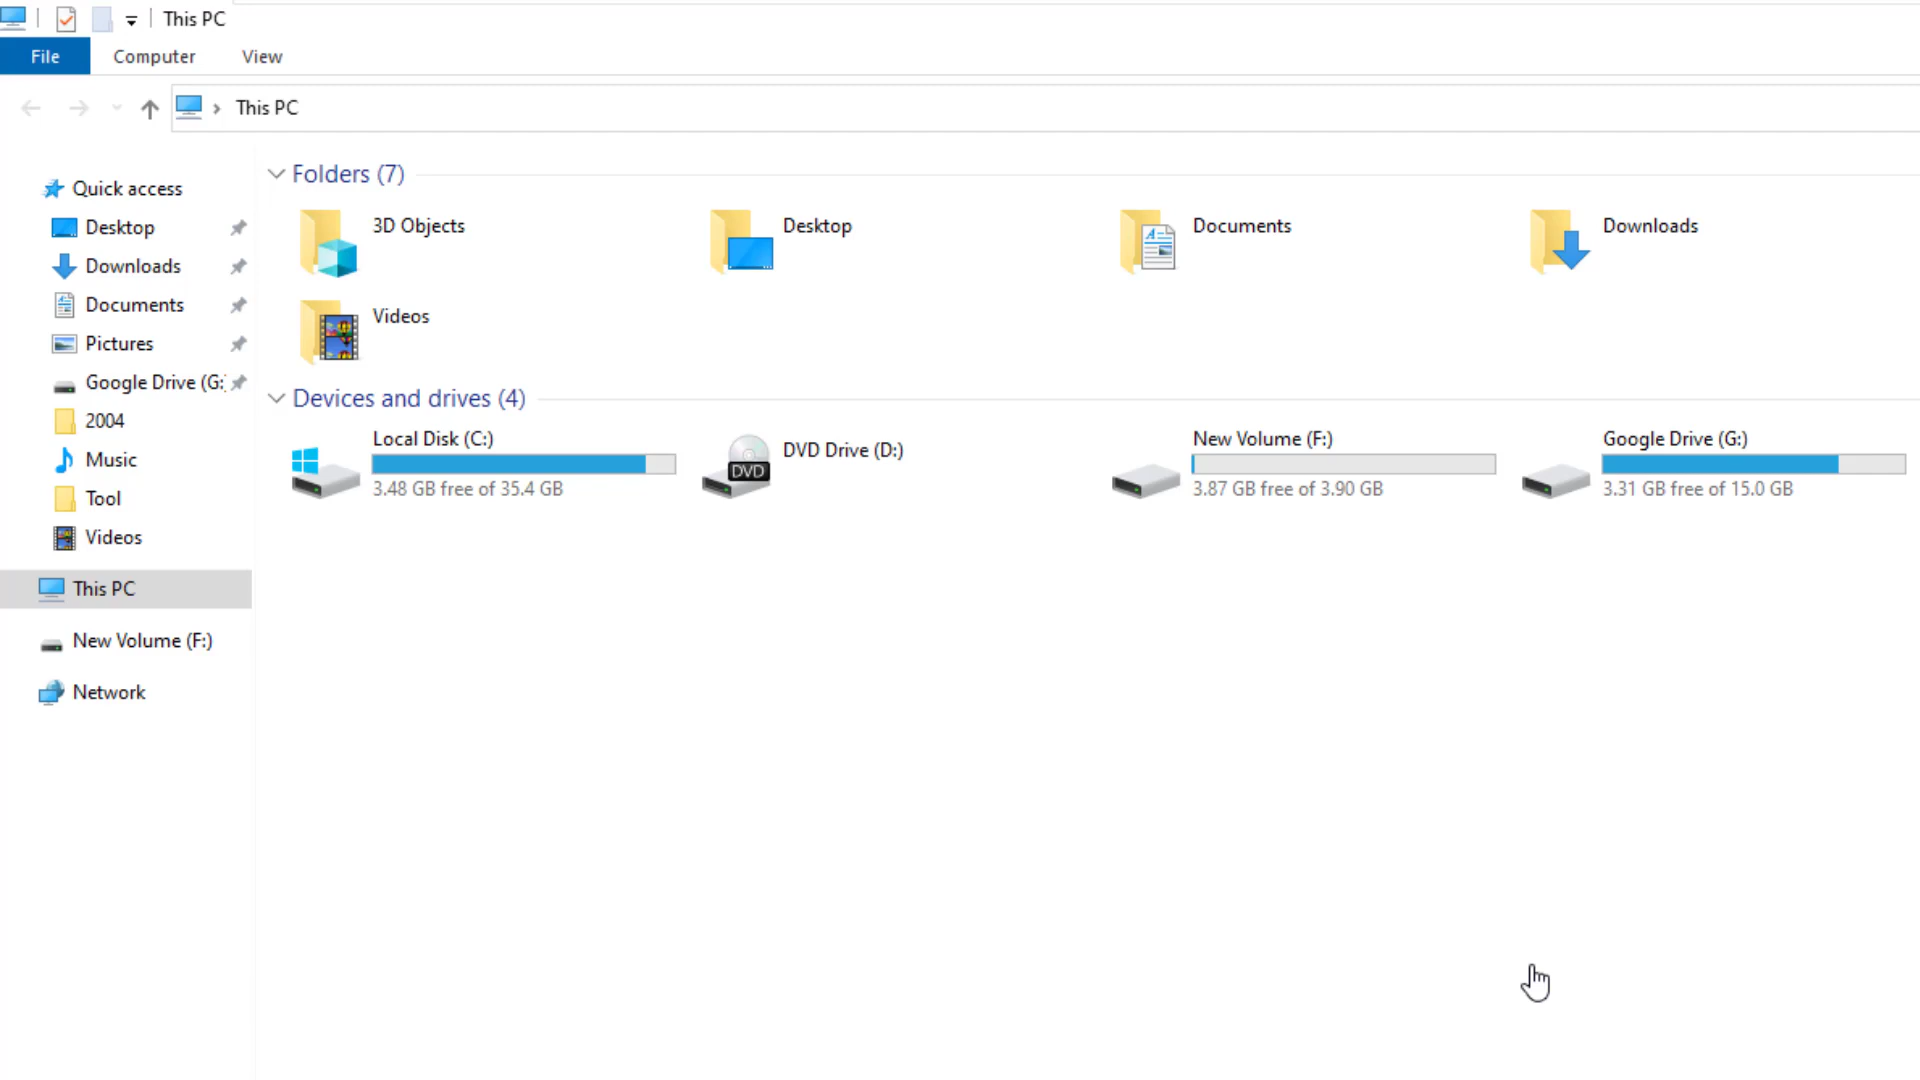 This PC
File Computer View
This PC
Quick access
Desktop
Downloads
Documents
Pictures
Google Drive (G:
2004
Music
Tool
Videos
This PC
New Volume (F:)
Network
Folders (7)
3D Objects
Desktop
Documents
Downloads
Videos
Devices and drives (4)
Local Disk (C:)
3.48 GB free of 35.4 GB
DVD
DVD Drive (D:)
New Volume (F:)
3.87 GB free of 3.90 GB
Google Drive (G:)
3.31 GB free of 15.0 GB